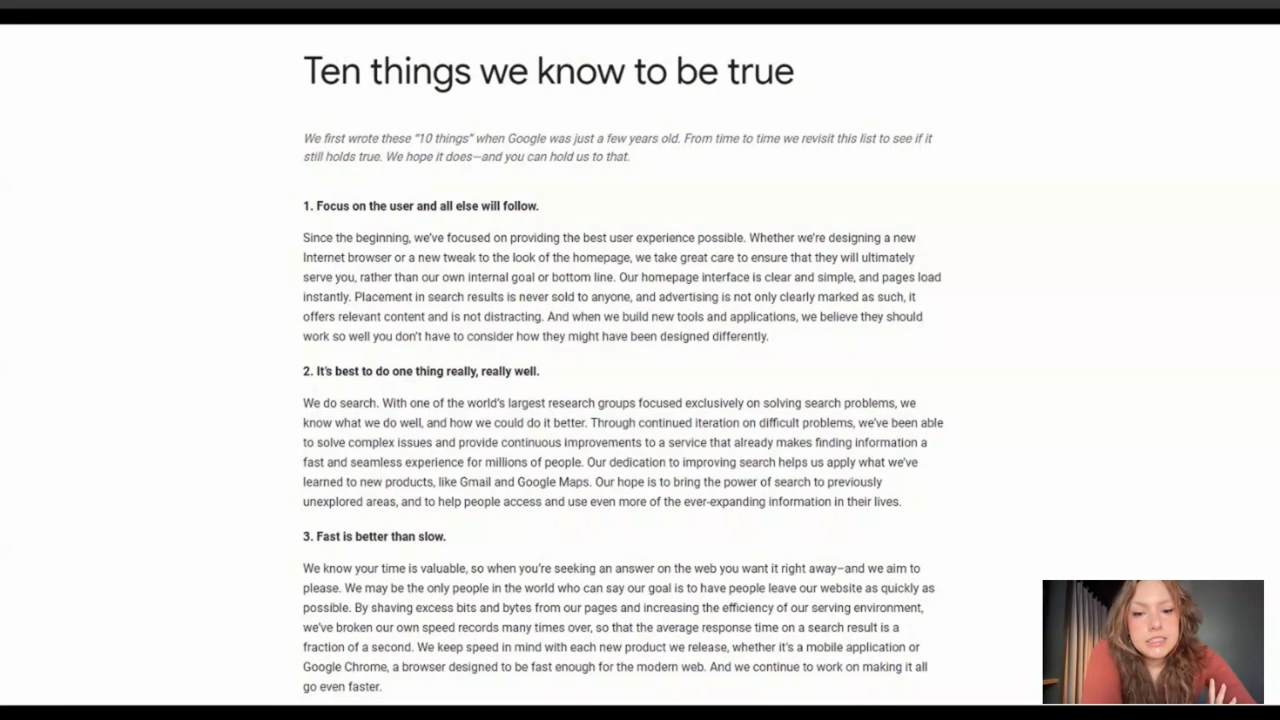 Ten things we know to be true
We first wrote these “10 things” when Google was just a few years old. From time to time we revisit this list to see if it
still holds true. We hope it does—and you can hold us to that.
1. Focus on the user and all else will follow.
Since the beginning, we’ve focused on providing the best user experience possible. Whether we’re designing a new
Internet browser or a new tweak to the look of the homepage, we take great care to ensure that they will ultimately
serve you, rather than our own internal goal or bottom line. Our homepage interface is clear and simple, and pages load
instantly. Placement in search results is never sold to anyone, and advertising is not only clearly marked as such, it
offers relevant content and is not distracting. And when we build new tools and applications, we believe they should
work so well you don’t have to consider how they might have been designed differently.
2. It’s best to do one thing really, really well.
We do search. With one of the world’s largest research groups focused exclusively on solving search problems, we
know what we do well, and how we could do it better. Through continued iteration on difficult problems, we’ve been able
to solve complex issues and provide continuous improvements to a service that already makes finding information a
fast and seamless experience for millions of people. Our dedication to improving search helps us apply what we’ve
learned to new products, like Gmail and Google Maps. Our hope is to bring the power of search to previously
unexplored areas, and to help people access and use even more of the ever-expanding information in their lives.
3. Fast is better than slow.
We know your time is valuable, so when you’re seeking an answer on the web you want it right away–and we aim to
please. We may be the only people in the world who can say our goal is to have people leave our website as quickly as
possible. By shaving excess bits and bytes from our pages and increasing the efficiency of our serving environment,
we’ve broken our own speed records many times over, so that the average response time on a search result is a
fraction of a second. We keep speed in mind with each new product we release, whether it’s a mobile application or
Google Chrome, a browser designed to be fast enough for the modern web. And we continue to work on making it all
go even faster.